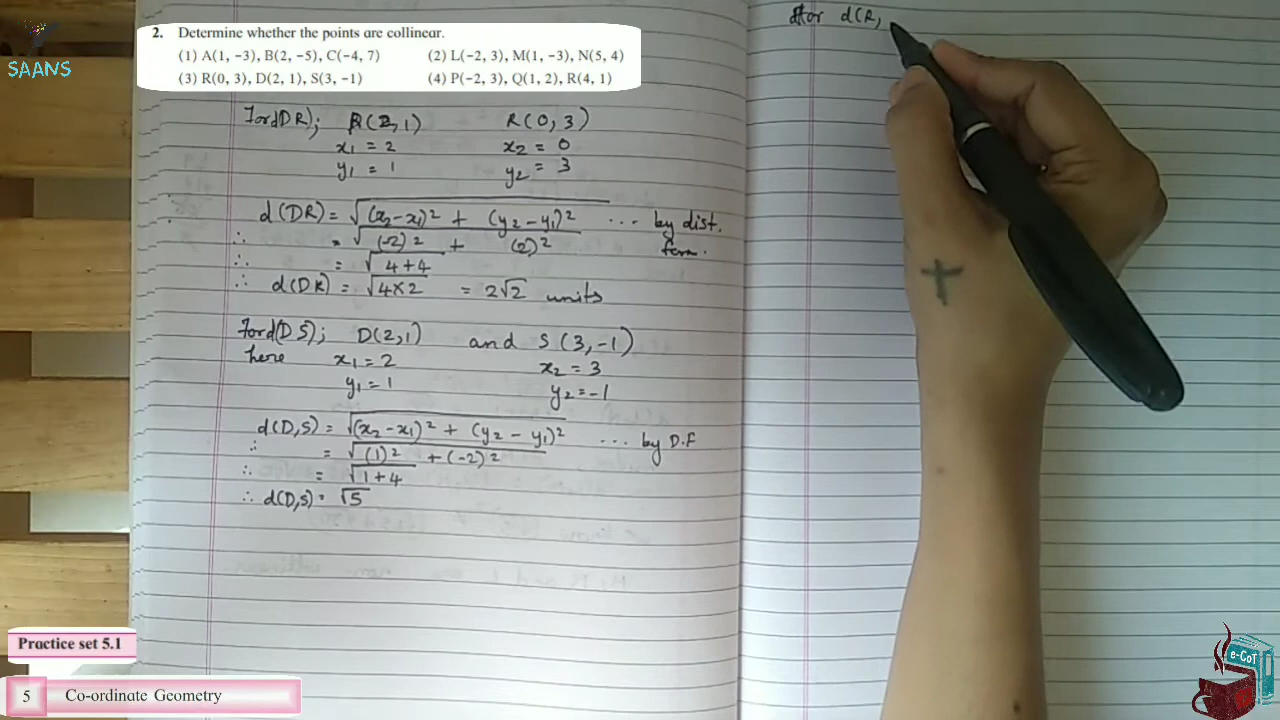 SAANS
2. Determine whether the points are collinear.
(1) A(1, −3), B(2, −5), C(−4, 7) (2) L(−2, 3), M(1, −3), N(5, 4)
(3) R(0, 3), D(2, 1), S(3, −1) (4) P(−2, 3), Q(1, 2), R(4, 1)
For d(DR); R(2,1) R(0,3)
x₁ = 2 x₂ = 0
y₁ = 1 y₂ = 3
d(DR) = √(x₂-x₁)² + (y₂-y₁)² ... by dist. form.
∴ = √(-2)² + (2)²
∴ = √4+4
∴ d(DR) = √4×2 = 2√2 units
For d(DS); D(2,1) and S(3,-1)
here x₁ = 2 x₂ = 3
y₁ = 1 y₂ = -1
d(D,S) = √(x₂-x₁)² + (y₂-y₁)² ... by D.F
∴ = √(1)² + (-2)²
∴ = √1+4
∴ d(D,S) = √5
for d(R,
Practice set 5.1
5 Co-ordinate Geometry
e-CoT